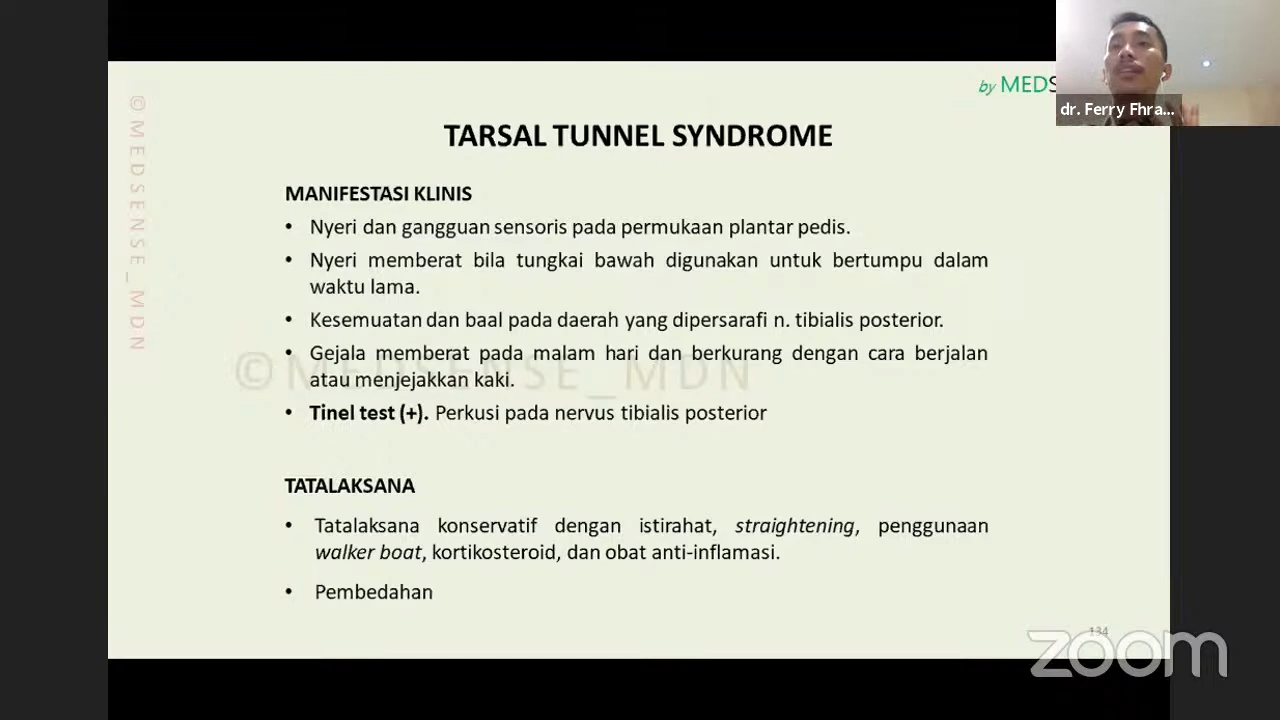 by MEDS
dr. Ferry Fhra...
©MEDSENSE_MDN
TARSAL TUNNEL SYNDROME
MANIFESTASI KLINIS
• Nyeri dan gangguan sensoris pada permukaan plantar pedis.
• Nyeri memberat bila tungkai bawah digunakan untuk bertumpu dalam
waktu lama.
• Kesemuatan dan baal pada daerah yang dipersarafi n. tibialis posterior.
• Gejala memberat pada malam hari dan berkurang dengan cara berjalan
atau menjejakkan kaki.
©MEDSENSE_MDN
• Tinel test (+). Perkusi pada nervus tibialis posterior
TATALAKSANA
• Tatalaksana konservatif dengan istirahat, straightening, penggunaan
walker boat, kortikosteroid, dan obat anti-inflamasi.
• Pembedahan
134
zoom